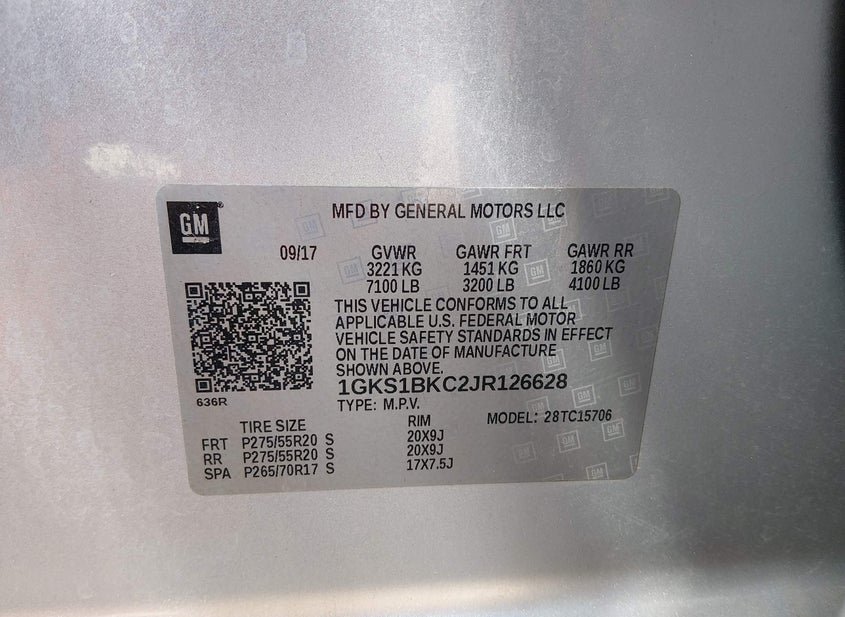 GM
MFD BY GENERAL MOTORS LLC
09/17 GVWR GAWR FRT GAWR RR
3221 KG 1451 KG 1860 KG
7100 LB 3200 LB 4100 LB
THIS VEHICLE CONFORMS TO ALL
APPLICABLE U.S. FEDERAL MOTOR
VEHICLE SAFETY STANDARDS IN EFFECT
ON THE DATE OF MANUFACTURE
SHOWN ABOVE.
1GKS1BKC2JR126628
636R
TYPE: M.P.V. MODEL: 28TC15706
TIRE SIZE RIM
FRT P275/55R20 S 20X9J
RR P275/55R20 S 20X9J
SPA P265/70R17 S 17X7.5J